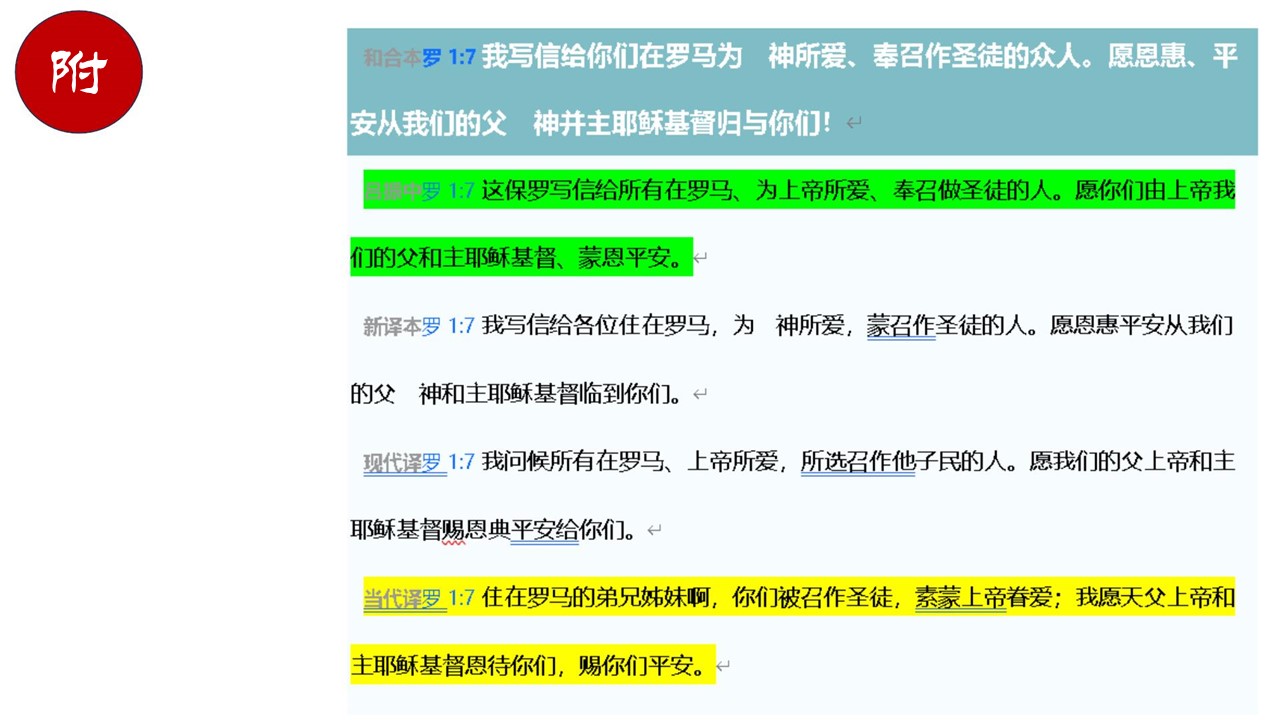 附
和合本罗 1:7 我写信给你们在罗马为　神所爱、奉召作圣徒的众人。愿恩惠、平
安从我们的父　神并主耶稣基督归与你们!
吕振中罗 1:7 这保罗写信给所有在罗马、为上帝所爱、奉召做圣徒的人。愿你们由上帝我
们的父和主耶稣基督、蒙恩平安。
新译本罗 1:7 我写信给各位住在罗马，为　神所爱，蒙召作圣徒的人。愿恩惠平安从我们
的父　神和主耶稣基督临到你们。
现代译罗 1:7 我问候所有在罗马、上帝所爱，所选召作他子民的人。愿我们的父上帝和主
耶稣基督赐恩典平安给你们。
当代译罗 1:7 住在罗马的弟兄姊妹啊，你们被召作圣徒，素蒙上帝眷爱；我愿天父上帝和
主耶稣基督恩待你们，赐你们平安。